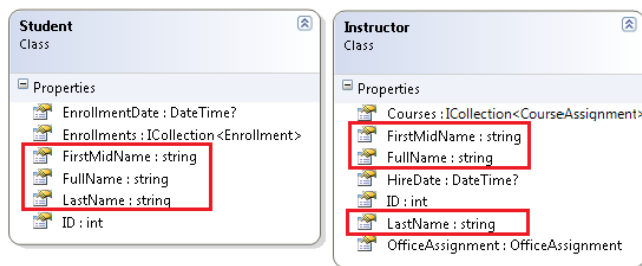 Student
Class
Properties
EnrollmentDate : DateTime?
Enrollments : ICollection<Enrollment>
FirstMidName : string
FullName : string
LastName : string
ID : int
Instructor
Class
Properties
Courses : ICollection<CourseAssignment>
FirstMidName : string
FullName : string
HireDate : DateTime?
ID : int
LastName : string
OfficeAssignment : OfficeAssignment